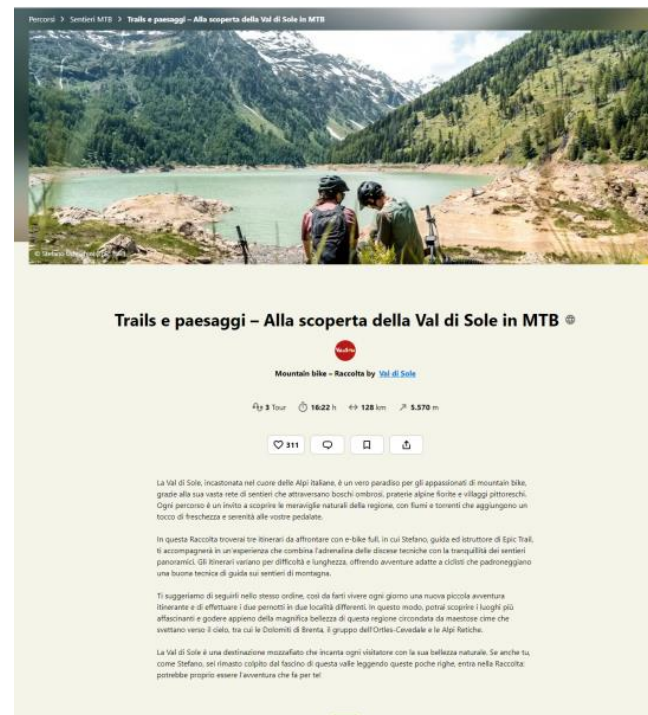 Percorsi > Sentieri MTB > Trails e paesaggi – Alla scoperta della Val di Sole in MTB
© Stefano
Trails e paesaggi – Alla scoperta della Val di Sole in MTB
Mountain bike – Raccolta by Val di Sole
3 Tour 16:22 h 128 km 5.570 m
311
La Val di Sole, incastonata nel cuore delle Alpi italiane, è un vero paradiso per gli appassionati di mountain bike,
grazie alla sua vasta rete di sentieri che attraversano boschi ombrosi, praterie alpine fiorite e villaggi pittoreschi.
Ogni percorso è un invito a scoprire le meraviglie naturali della regione, con fiumi e torrenti che aggiungono un
tocco di freschezza e serenità alle vostre pedalate.
In questa Raccolta troverai tre itinerari da affrontare con e-bike full, in cui Stefano, guida ed istruttore di Epic Trail,
ti accompagnerà in un'esperienza che combina l'adrenalina delle discese tecniche con la tranquillità dei sentieri
panoramici. Gli itinerari variano per difficoltà e lunghezza, offrendo avventure adatte a ciclisti che padroneggiano
una buona tecnica di guida sui sentieri di montagna.
Ti suggeriamo di seguirli nello stesso ordine, così da farti vivere ogni giorno una nuova piccola avventura
itinerante e di effettuare i due pernotti in due località differenti. In questo modo, potrai scoprire i luoghi più
affascinanti e godere appieno della magnifica bellezza di questa regione circondata da maestose cime che
svettano verso il cielo, tra cui le Dolomiti di Brenta, il gruppo dell'Ortles-Cevedale e le Alpi Retiche.
La Val di Sole è una destinazione mozzafiato che incanta ogni visitatore con la sua bellezza naturale. Se anche tu,
come Stefano, sei rimasto colpito dal fascino di questa valle leggendo queste poche righe, entra nella Raccolta:
potrebbe proprio essere l'avventura che fa per te!